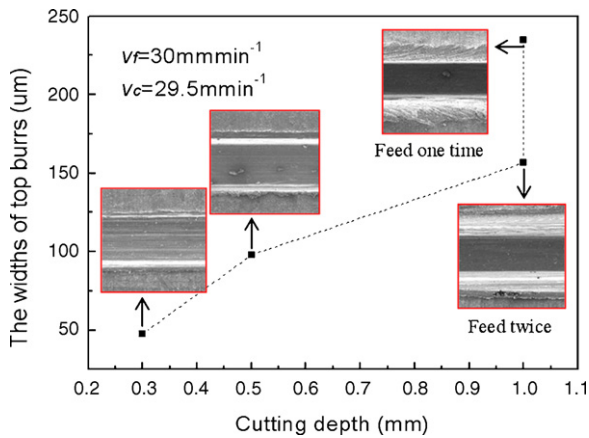 The widths of top burrs (um)
250
200
150
100
50
vf=30mmmin⁻¹
vc=29.5mmin⁻¹
Feed one time
Feed twice
0.2 0.3 0.4 0.5 0.6 0.7 0.8 0.9 1.0 1.1
Cutting depth (mm)